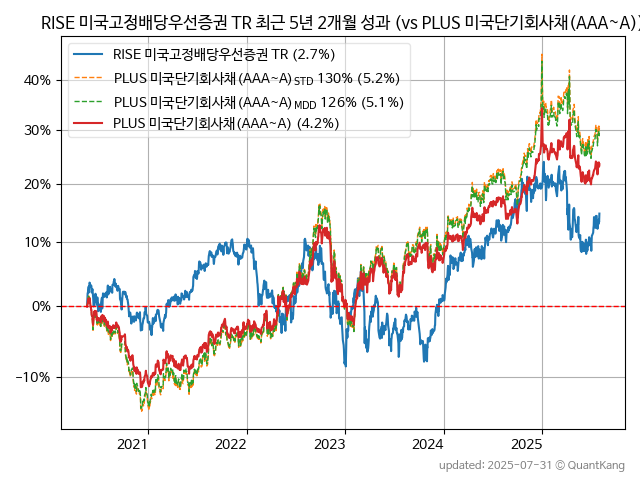 RISE 미국고정배당우선증권 TR 최근 5년 2개월 성과 (vs PLUS 미국단기회사채(AAA~A))
RISE 미국고정배당우선증권 TR (2.7%)
PLUS 미국단기회사채(AAA~A) STD 130% (5.2%)
PLUS 미국단기회사채(AAA~A) MDD 126% (5.1%)
PLUS 미국단기회사채(AAA~A) (4.2%)
40%
30%
20%
10%
0%
−10%
2021 2022 2023 2024 2025
updated: 2025-07-31 © QuantKang